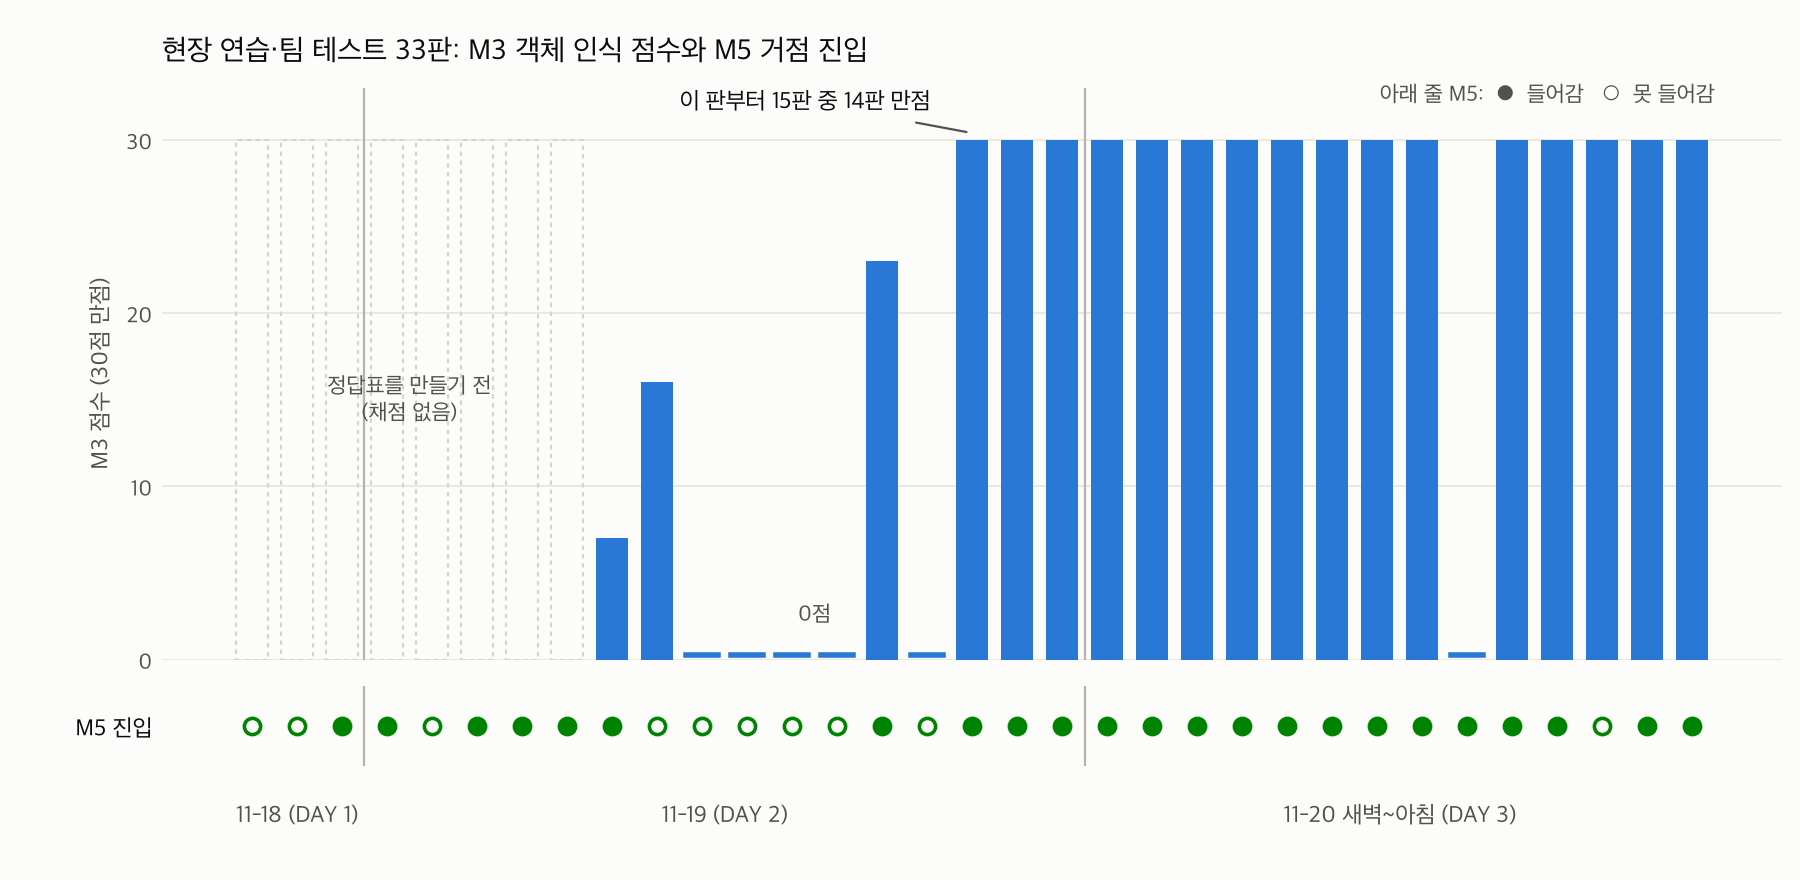 현장 연습·팀 테스트 33판: M3 객체 인식 점수와 M5 거점 진입
이 판부터 15판 중 14판 만점
아래 줄 M5: 들어감 못 들어감
30
20
10
0
M3 점수 (30점 만점)
정답표를 만들기 전
(채점 없음)
0점
M5 진입
11-18 (DAY 1)
11-19 (DAY 2)
11-20 새벽~아침 (DAY 3)